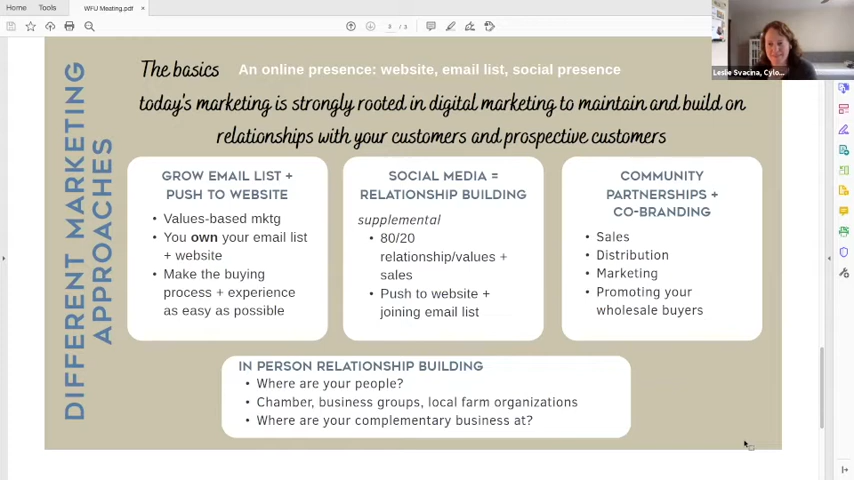 Home Tools WFU Meeting.pdf ×
3 / 3
Leslie Svacina, Cylo...
DIFFERENT MARKETING
APPROACHES
The basics An online presence: website, email list, social presence
today's marketing is strongly rooted in digital marketing to maintain and build on
relationships with your customers and prospective customers
GROW EMAIL LIST +
PUSH TO WEBSITE
• Values-based mktg
• You own your email list
+ website
• Make the buying
process + experience
as easy as possible
SOCIAL MEDIA =
RELATIONSHIP BUILDING
supplemental
• 80/20
relationship/values +
sales
• Push to website +
joining email list
COMMUNITY
PARTNERSHIPS +
CO-BRANDING
• Sales
• Distribution
• Marketing
• Promoting your
wholesale buyers
IN PERSON RELATIONSHIP BUILDING
• Where are your people?
• Chamber, business groups, local farm organizations
• Where are your complementary business at?